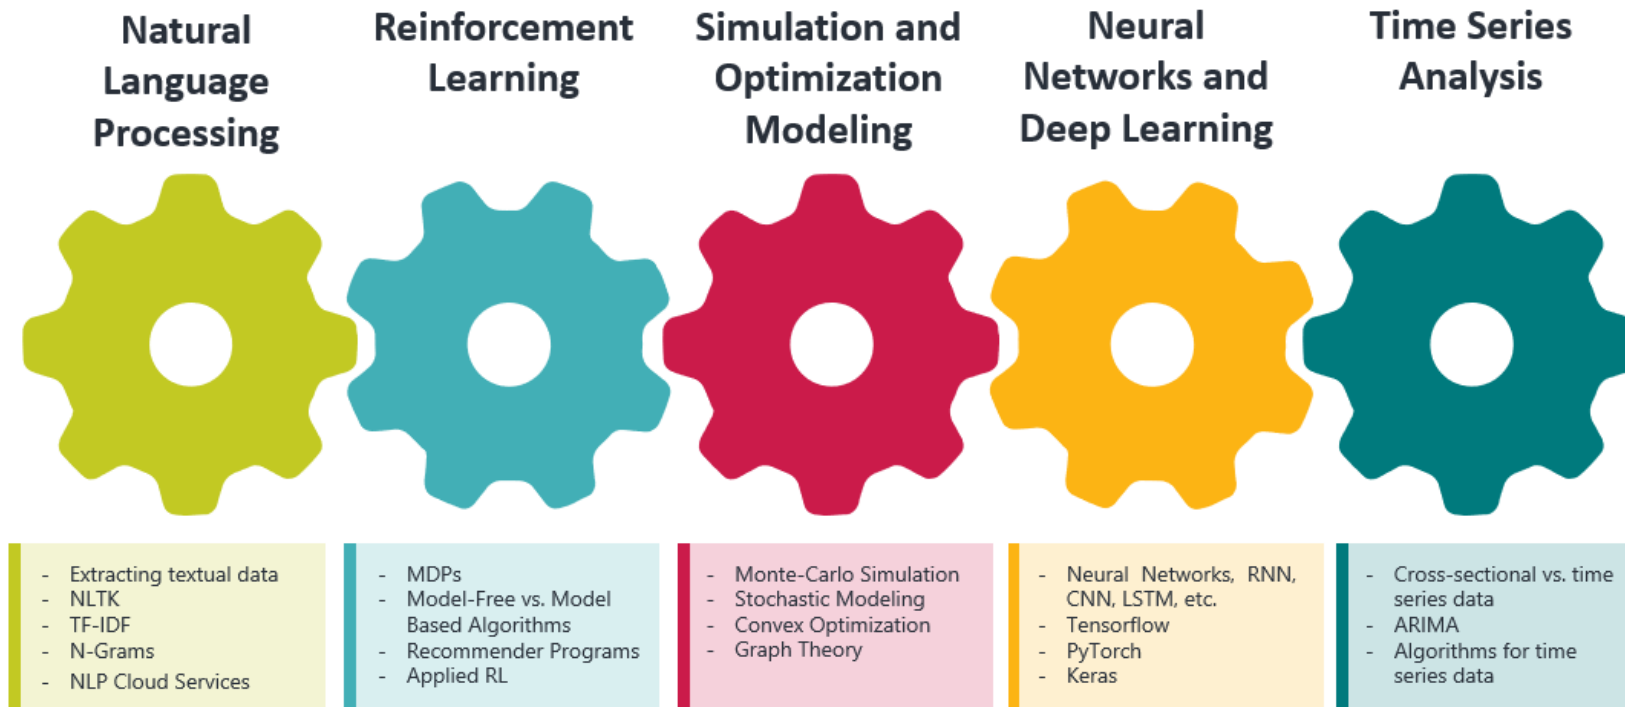 Natural
Language
Processing
Reinforcement
Learning
Simulation and
Optimization
Modeling
Neural
Networks and
Deep Learning
Time Series
Analysis
- Extracting textual data
- NLTK
- TF-IDF
- N-Grams
- NLP Cloud Services
- MDPs
- Model-Free vs. Model
Based Algorithms
- Recommender Programs
- Applied RL
- Monte-Carlo Simulation
- Stochastic Modeling
- Convex Optimization
- Graph Theory
- Neural Networks, RNN,
CNN, LSTM, etc.
- Tensorflow
- PyTorch
- Keras
- Cross-sectional vs. time
series data
- ARIMA
- Algorithms for time
series data